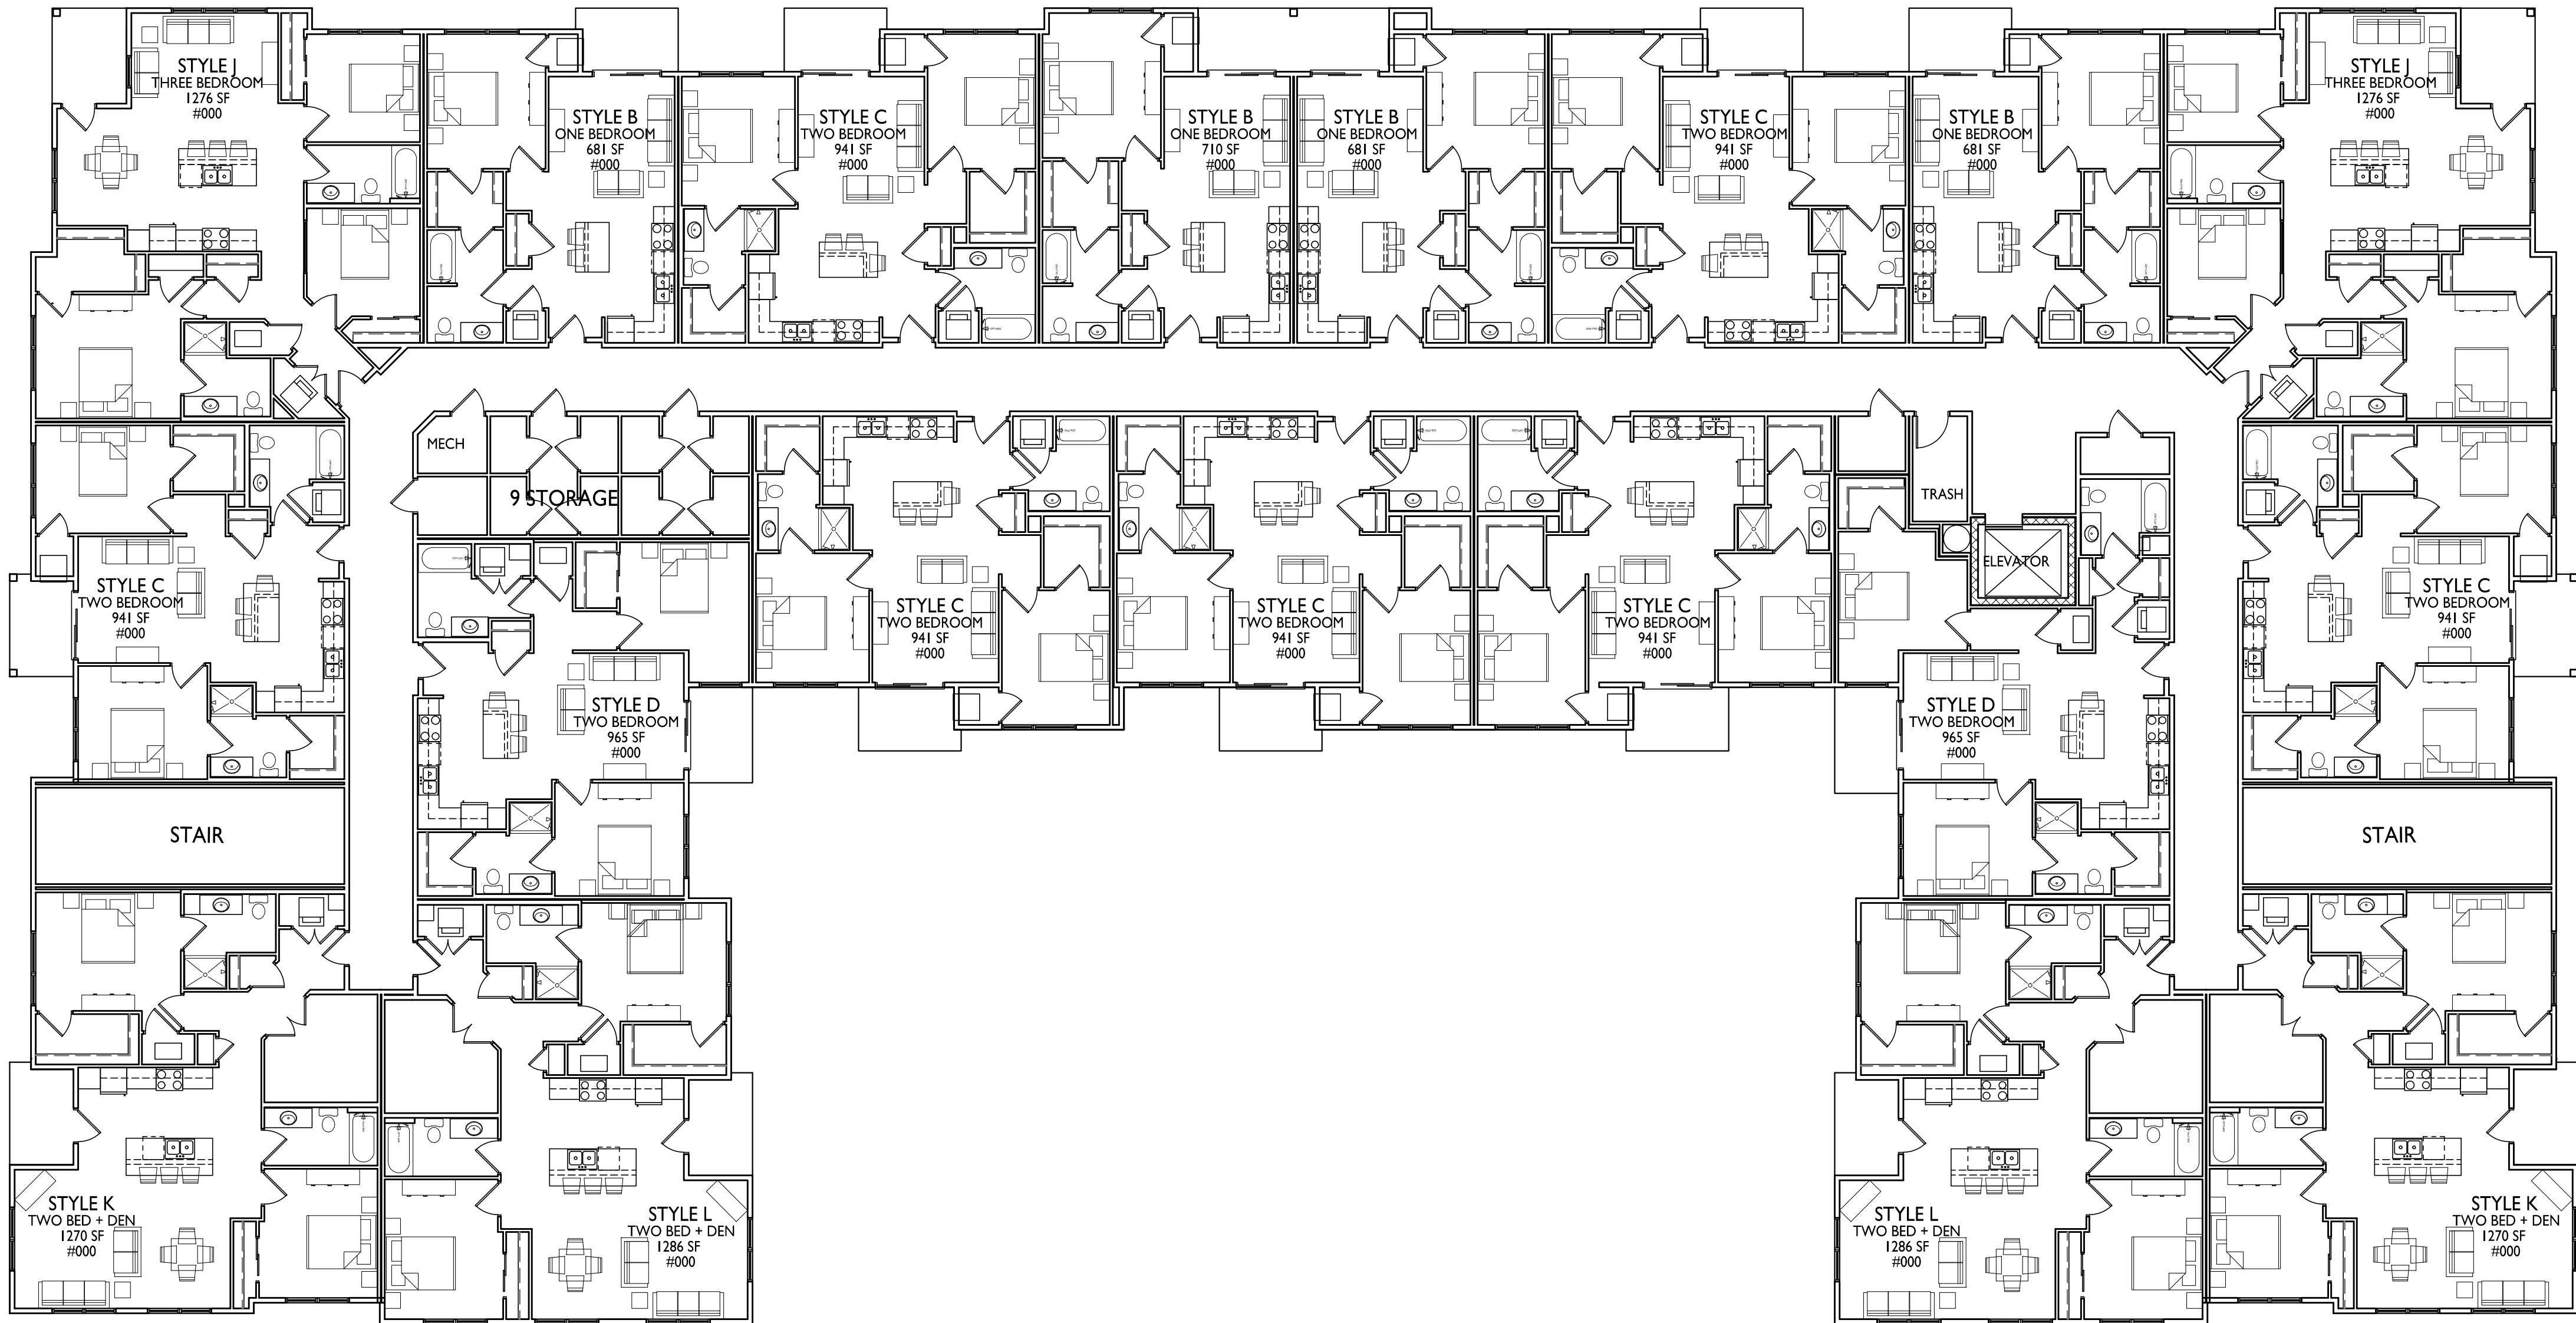 STYLE J
THREE BEDROOM
1276 SF
#000
STYLE B
ONE BEDROOM
681 SF
#000
STYLE C
TWO BEDROOM
941 SF
#000
STYLE B
ONE BEDROOM
710 SF
#000
STYLE B
ONE BEDROOM
681 SF
#000
STYLE C
TWO BEDROOM
941 SF
#000
STYLE B
ONE BEDROOM
681 SF
#000
STYLE J
THREE BEDROOM
1276 SF
#000
MECH
9 STORAGE
TRASH
ELEVATOR
STYLE C
TWO BEDROOM
941 SF
#000
STYLE C
TWO BEDROOM
941 SF
#000
STYLE C
TWO BEDROOM
941 SF
#000
STYLE C
TWO BEDROOM
941 SF
#000
STYLE C
TWO BEDROOM
941 SF
#000
STYLE D
TWO BEDROOM
965 SF
#000
STYLE D
TWO BEDROOM
965 SF
#000
STAIR
STAIR
STYLE K
TWO BED + DEN
1270 SF
#000
STYLE L
TWO BED + DEN
1286 SF
#000
STYLE L
TWO BED + DEN
1286 SF
#000
STYLE K
TWO BED + DEN
1270 SF
#000